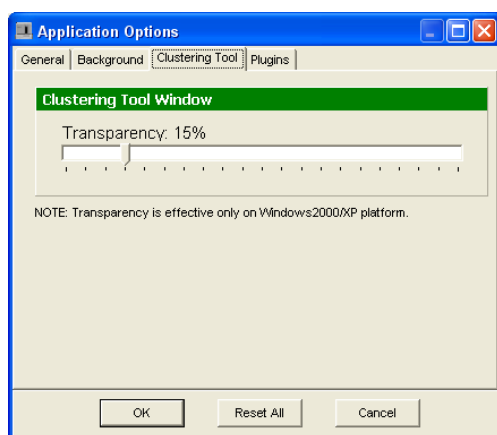 Application Options
General Background Clustering Tool Plugins
Clustering Tool Window
Transparency: 15%
NOTE: Transparency is effective only on Windows2000/XP platform.
OK Reset All Cancel